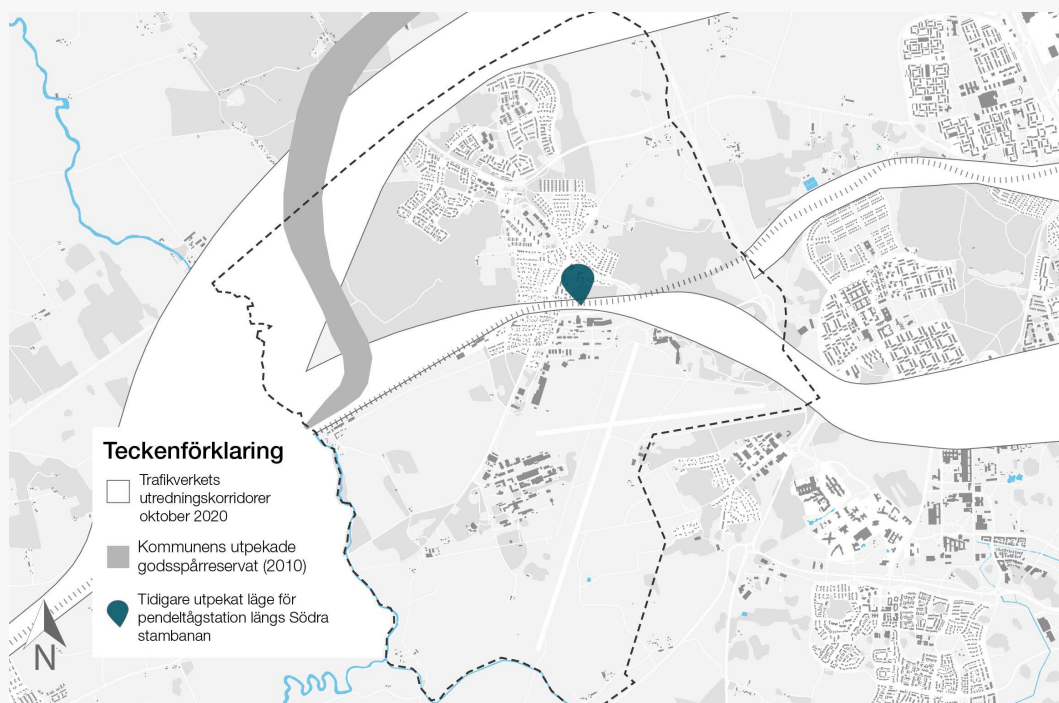 Teckenförklaring
Trafikverkets
utredningskorridorer
oktober 2020
Kommunens utpekade
godsspårreservat (2010)
Tidigare utpekat läge för
pendeltågstation längs Södra
stambanan
N